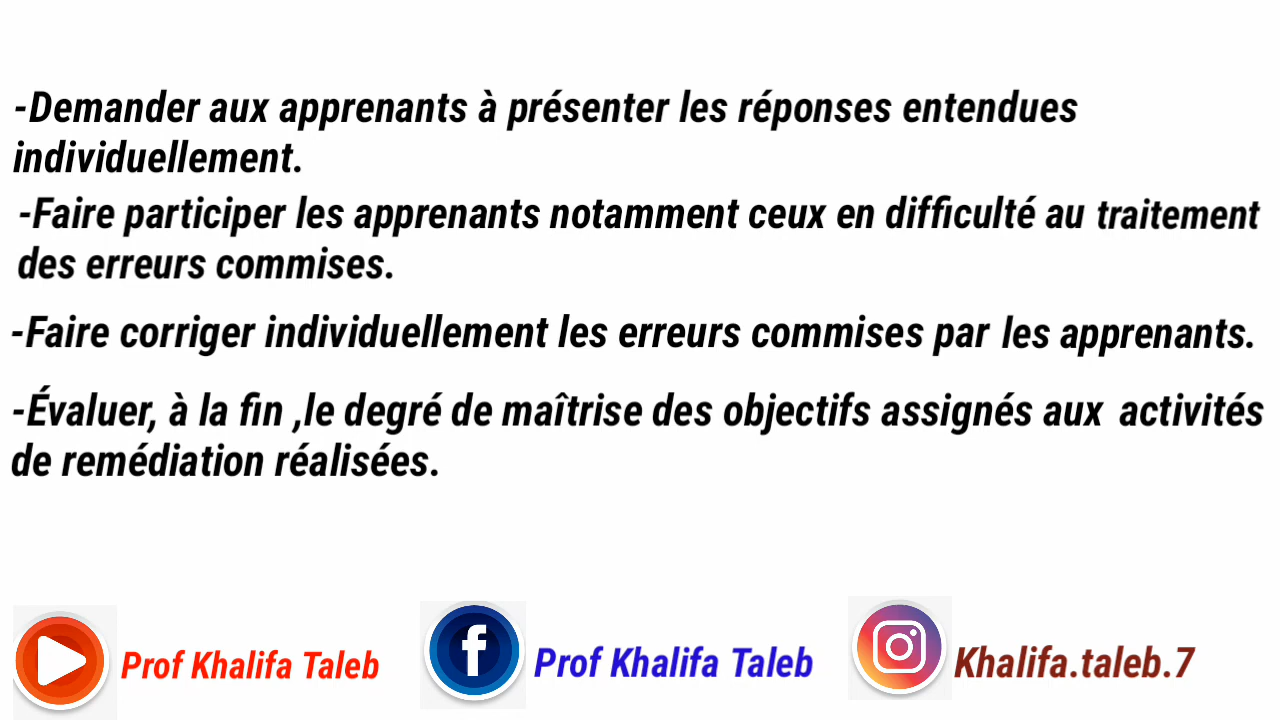 -Demander aux apprenants à présenter les réponses entendues
individuellement.
-Faire participer les apprenants notamment ceux en difficulté au traitement
des erreurs commises.
-Faire corriger individuellement les erreurs commises par les apprenants.
-Évaluer, à la fin ,le degré de maîtrise des objectifs assignés aux activités
de remédiation réalisées.
Prof Khalifa Taleb
Prof Khalifa Taleb
Khalifa.taleb.7